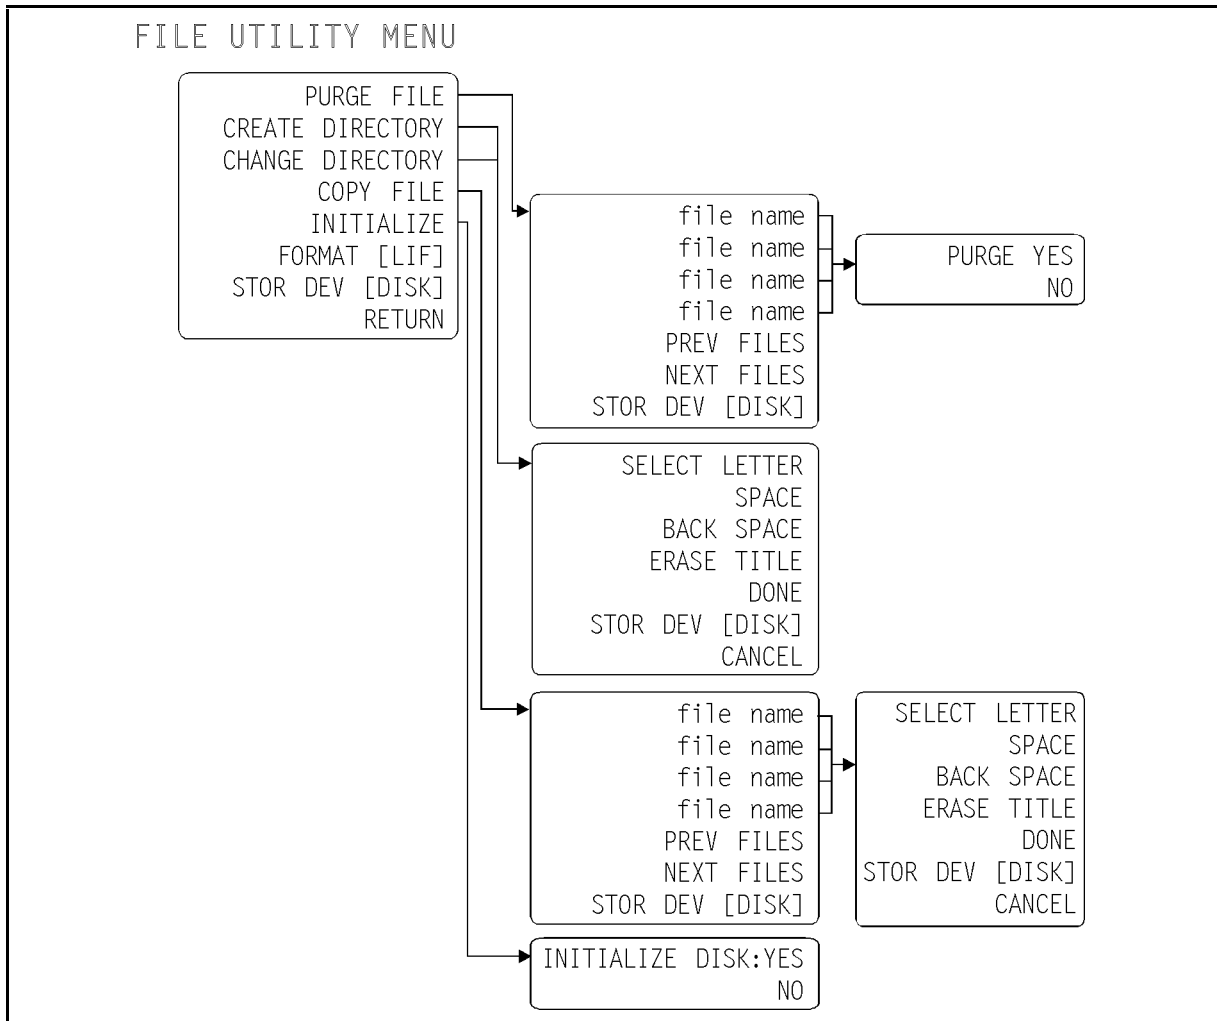 FILE UTILITY MENU
PURGE FILE
CREATE DIRECTORY
CHANGE DIRECTORY
COPY FILE
INITIALIZE
FORMAT [LIF]
STOR DEV [DISK]
RETURN
file name
file name
file name
file name
PREV FILES
NEXT FILES
STOR DEV [DISK]
PURGE YES
NO
SELECT LETTER
SPACE
BACK SPACE
ERASE TITLE
DONE
STOR DEV [DISK]
CANCEL
file name
file name
file name
file name
PREV FILES
NEXT FILES
STOR DEV [DISK]
SELECT LETTER
SPACE
BACK SPACE
ERASE TITLE
DONE
STOR DEV [DISK]
CANCEL
INITIALIZE DISK:YES
NO